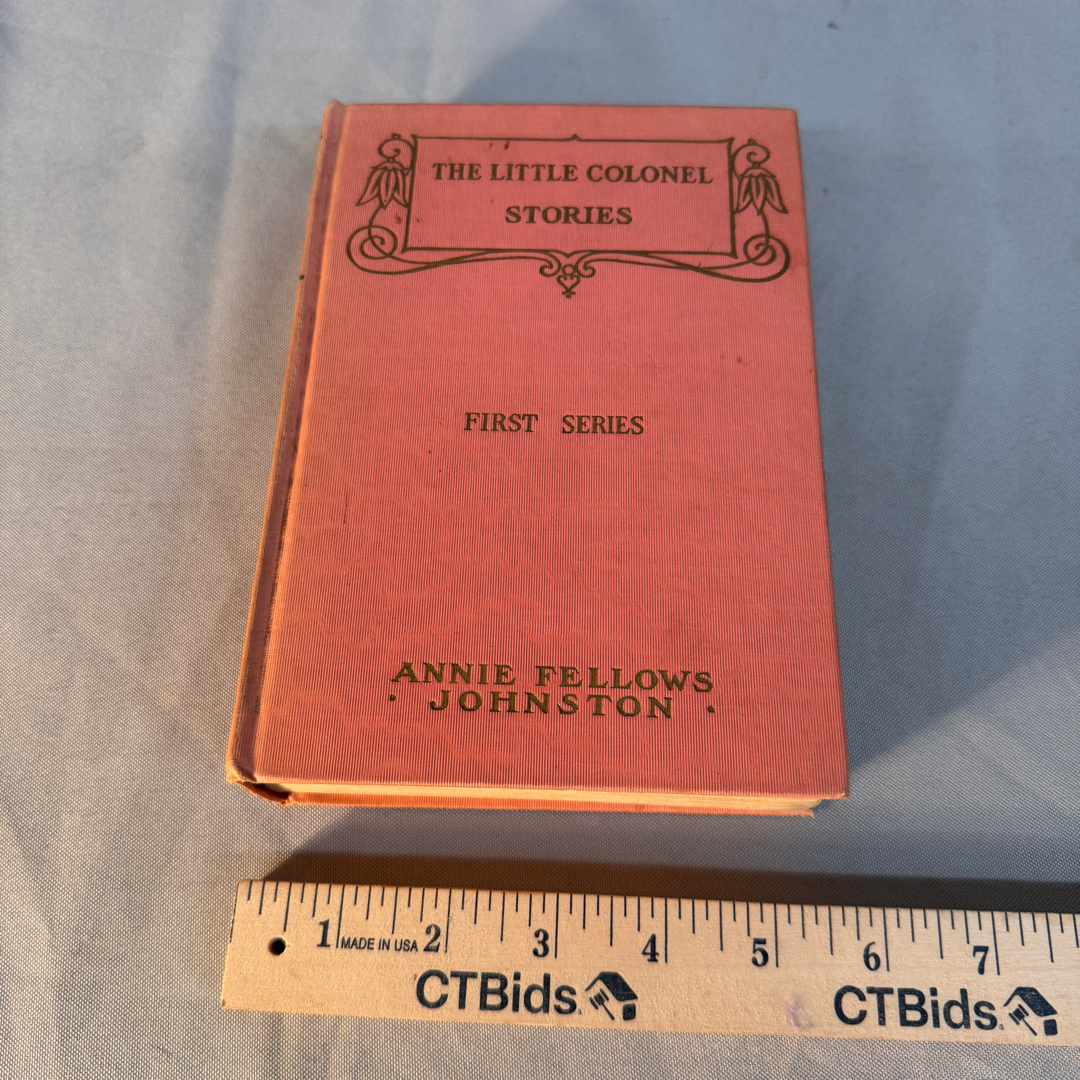 THE LITTLE COLONEL
STORIES
FIRST SERIES
ANNIE FELLOWS
· JOHNSTON ·
1 MADE IN USA 2 3 4 5 6 7
CTBids. CTBids.